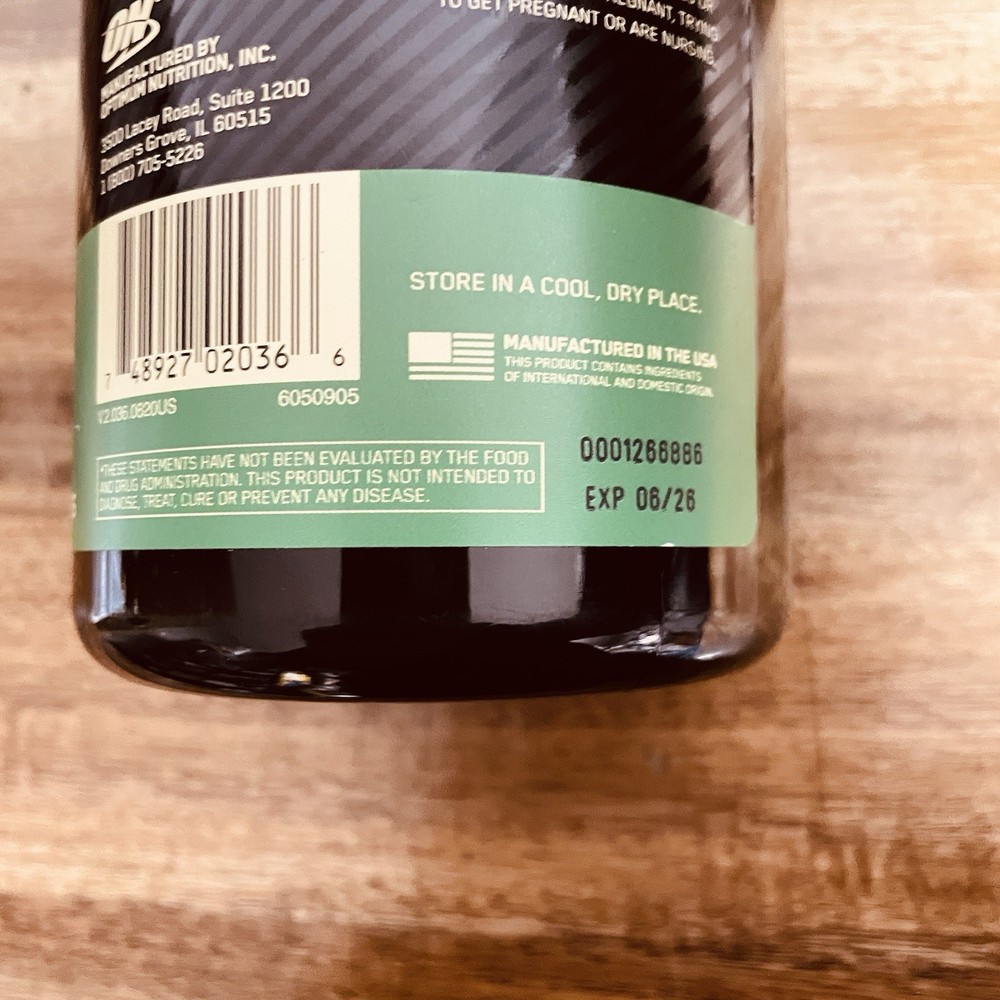 PREGNANT, TRYING
TO GET PREGNANT OR ARE NURSING.
ON
MANUFACTURED BY
OPTIMUM NUTRITION, INC.
3500 Lacey Road, Suite 1200
Downers Grove, IL 60515
1 (800) 705-5226
7 48927 02036 6
V2.036.0820US 6050905
STORE IN A COOL, DRY PLACE.
MANUFACTURED IN THE USA
THIS PRODUCT CONTAINS INGREDIENTS
OF INTERNATIONAL AND DOMESTIC ORIGIN.
*THESE STATEMENTS HAVE NOT BEEN EVALUATED BY THE FOOD
AND DRUG ADMINISTRATION. THIS PRODUCT IS NOT INTENDED TO
DIAGNOSE, TREAT, CURE OR PREVENT ANY DISEASE.
0001266886
EXP 06/26